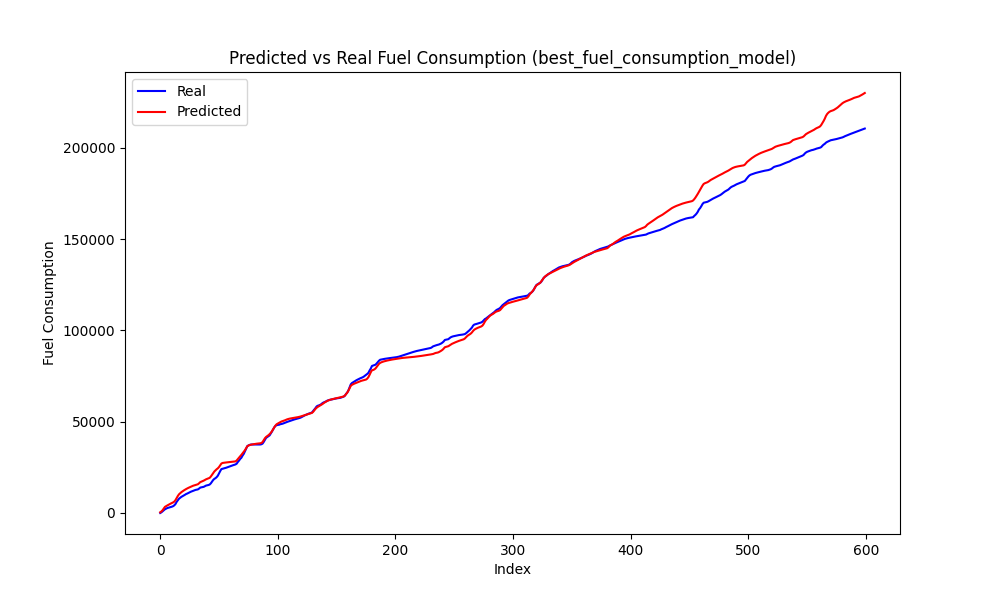 Predicted vs Real Fuel Consumption (best_fuel_consumption_model)
Real
Predicted
200000
150000
100000
50000
0
Fuel Consumption
0 100 200 300 400 500 600
Index